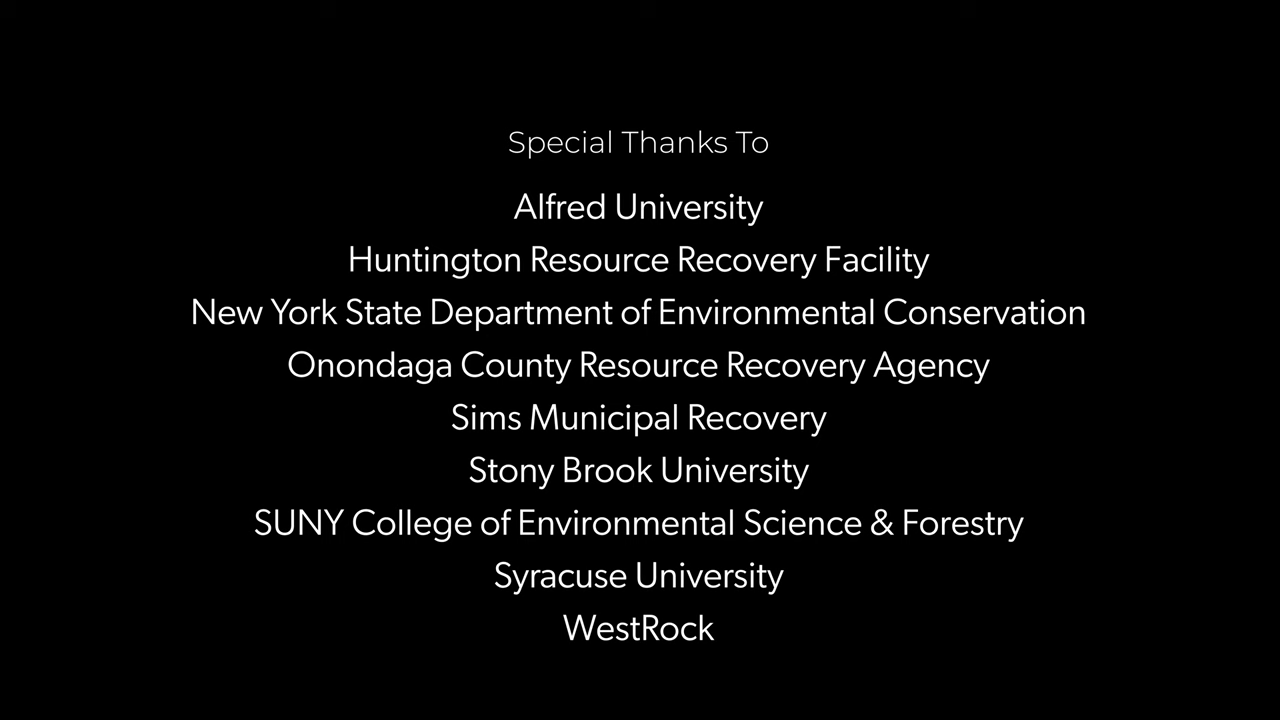 Special Thanks To
Alfred University
Huntington Resource Recovery Facility
New York State Department of Environmental Conservation
Onondaga County Resource Recovery Agency
Sims Municipal Recovery
Stony Brook University
SUNY College of Environmental Science & Forestry
Syracuse University
WestRock